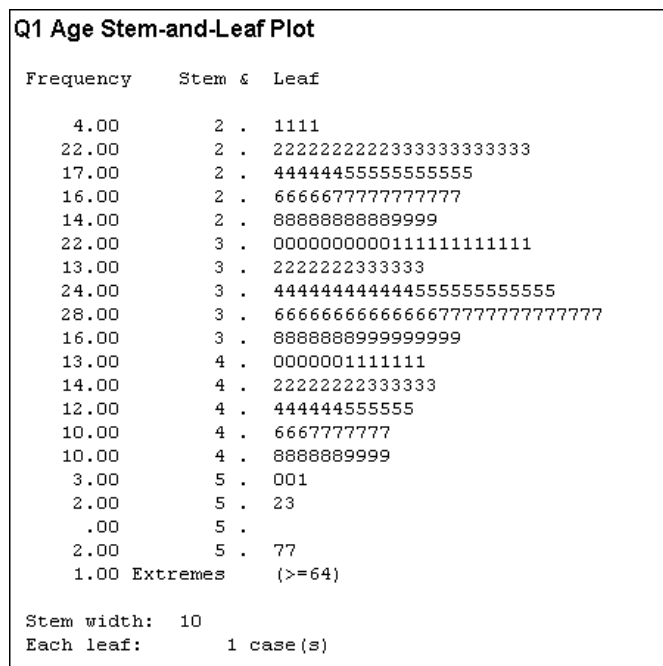 Q1 Age Stem-and-Leaf Plot
Frequency Stem & Leaf
4.00 2 . 1111
22.00 2 . 2222222222333333333333
17.00 2 . 44444455555555555
16.00 2 . 6666677777777777
14.00 2 . 88888888889999
22.00 3 . 0000000000111111111111
13.00 3 . 2222222333333
24.00 3 . 444444444444555555555555
28.00 3 . 6666666666666677777777777777
16.00 3 . 8888888999999999
13.00 4 . 0000001111111
14.00 4 . 22222222333333
12.00 4 . 444444555555
10.00 4 . 6667777777
10.00 4 . 8888889999
3.00 5 . 001
2.00 5 . 23
.00 5 .
2.00 5 . 77
1.00 Extremes (>=64)
Stem width: 10
Each leaf: 1 case(s)